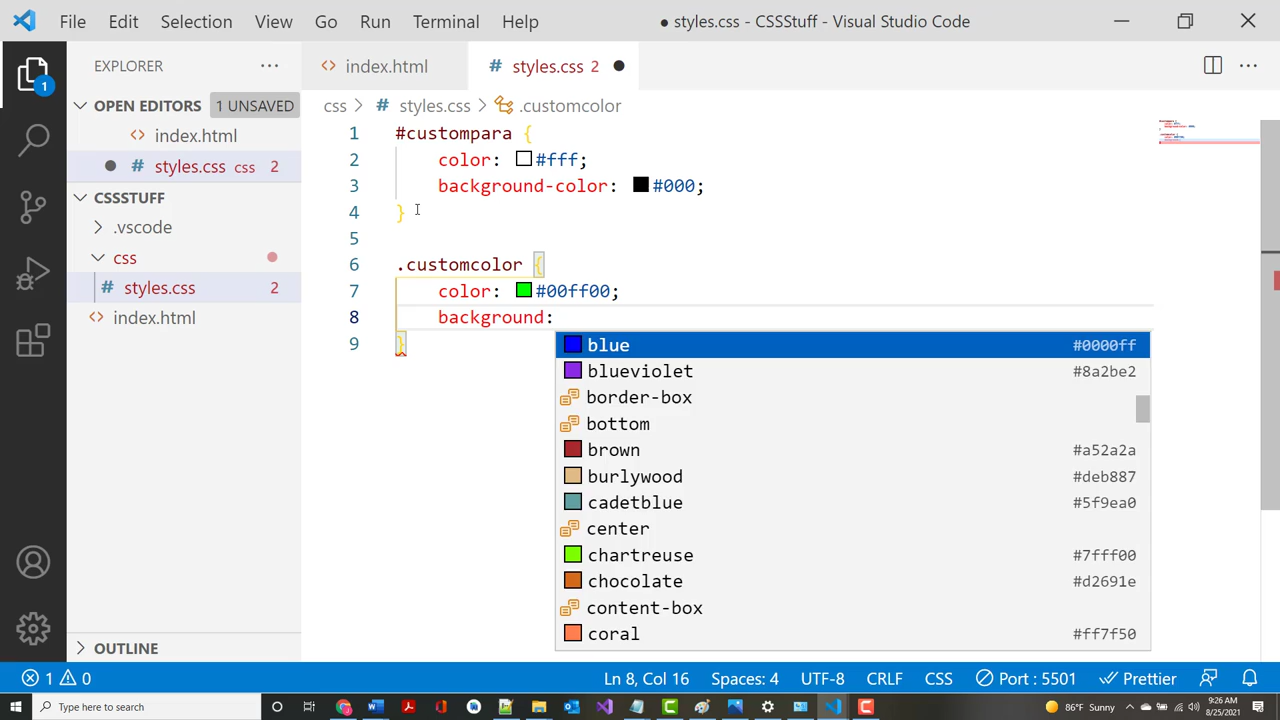 File Edit Selection View Go Run Terminal Help
● styles.css - CSSStuff - Visual Studio Code
EXPLORER
index.html
styles.css 2
OPEN EDITORS 1 UNSAVED
css > styles.css > .customcolor
index.html
styles.css css 2
CSSSTUFF
.vscode
css
styles.css 2
index.html
OUTLINE
1
1 #custompara {
2 color: #fff;
3 background-color: #000;
4 }
5
6 .customcolor {
7 color: #00ff00;
8 background:
9 }
blue #0000ff
blueviolet #8a2be2
border-box
bottom
brown #a52a2a
burlywood #deb887
cadetblue #5f9ea0
center
chartreuse #7fff00
chocolate #d2691e
content-box
coral #ff7f50
1 0 Ln 8, Col 16 Spaces: 4 UTF-8 CRLF CSS Port : 5501 Prettier
Type here to search
86°F Sunny
9:26 AM
8/25/2021